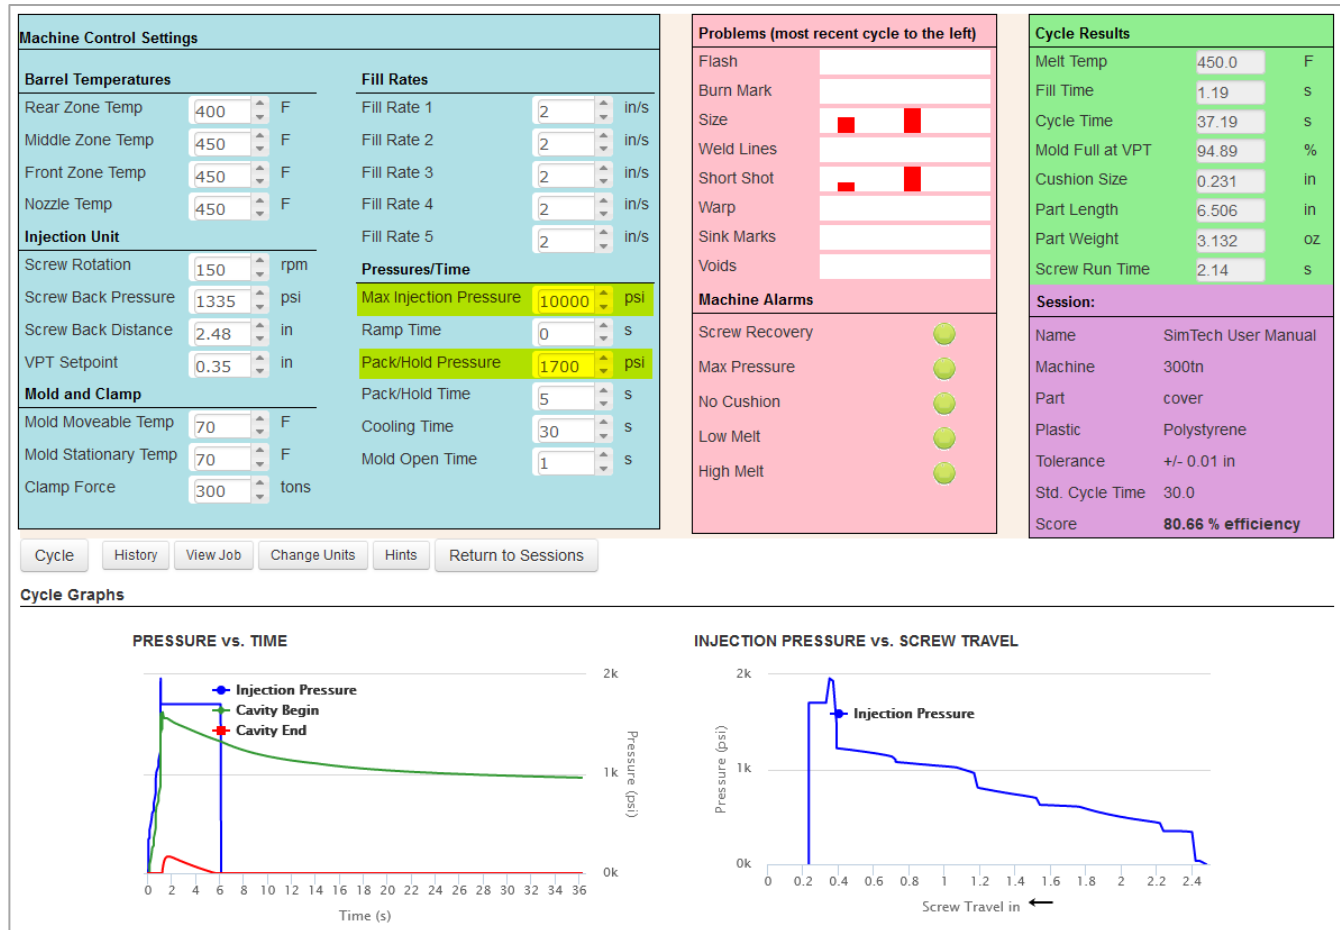 Machine Control Settings
Barrel Temperatures
Rear Zone Temp 400 F
Middle Zone Temp 450 F
Front Zone Temp 450 F
Nozzle Temp 450 F
Injection Unit
Screw Rotation 150 rpm
Screw Back Pressure 1335 psi
Screw Back Distance 2.48 in
VPT Setpoint 0.35 in
Mold and Clamp
Mold Moveable Temp 70 F
Mold Stationary Temp 70 F
Clamp Force 300 tons
Fill Rates
Fill Rate 1 2 in/s
Fill Rate 2 2 in/s
Fill Rate 3 2 in/s
Fill Rate 4 2 in/s
Fill Rate 5 2 in/s
Pressures/Time
Max Injection Pressure 10000 psi
Ramp Time 0 s
Pack/Hold Pressure 1700 psi
Pack/Hold Time 5 s
Cooling Time 30 s
Mold Open Time 1 s
Problems (most recent cycle to the left)
Flash
Burn Mark
Size
Weld Lines
Short Shot
Warp
Sink Marks
Voids
Machine Alarms
Screw Recovery
Max Pressure
No Cushion
Low Melt
High Melt
Cycle Results
Melt Temp 450.0 F
Fill Time 1.19 s
Cycle Time 37.19 s
Mold Full at VPT 94.89 %
Cushion Size 0.231 in
Part Length 6.506 in
Part Weight 3.132 oz
Screw Run Time 2.14 s
Session:
Name SimTech User Manual
Machine 300tn
Part cover
Plastic Polystyrene
Tolerance +/- 0.01 in
Std. Cycle Time 30.0
Score 80.66 % efficiency
Cycle History View Job Change Units Hints Return to Sessions
Cycle Graphs
PRESSURE vs. TIME
Injection Pressure
Cavity Begin
Cavity End
2k
1k
0k
Pressure (psi)
0 2 4 6 8 10 12 14 16 18 20 22 24 26 28 30 32 34 36
Time (s)
INJECTION PRESSURE vs. SCREW TRAVEL
Injection Pressure
2k
1k
0k
Pressure (psi)
0 0.2 0.4 0.6 0.8 1 1.2 1.4 1.6 1.8 2 2.2 2.4
Screw Travel in ←